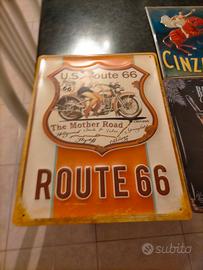 U.S. Route 66
66
The Mother Road
ROUTE 66
CINZ
subito